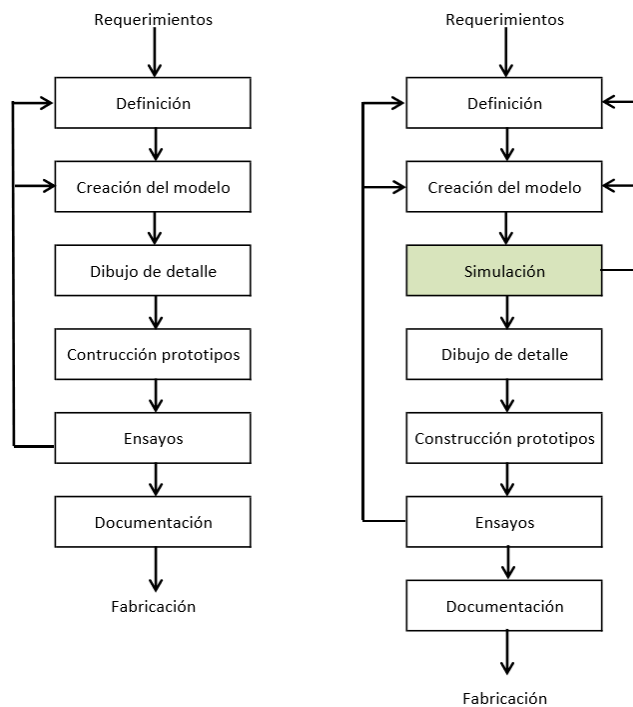 Requerimientos
Definición
Creación del modelo
Dibujo de detalle
Contrucción prototipos
Ensayos
Documentación
Fabricación
Requerimientos
Definición
Creación del modelo
Simulación
Dibujo de detalle
Construcción prototipos
Ensayos
Documentación
Fabricación